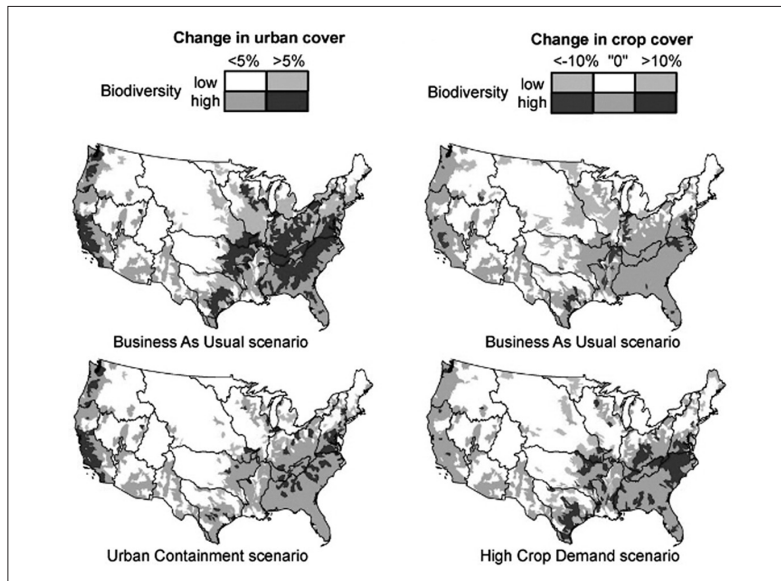 Change in urban cover
<5% >5%
Biodiversity low
high
Change in crop cover
<-10% "0" >10%
Biodiversity low
high
Business As Usual scenario
Business As Usual scenario
Urban Containment scenario
High Crop Demand scenario